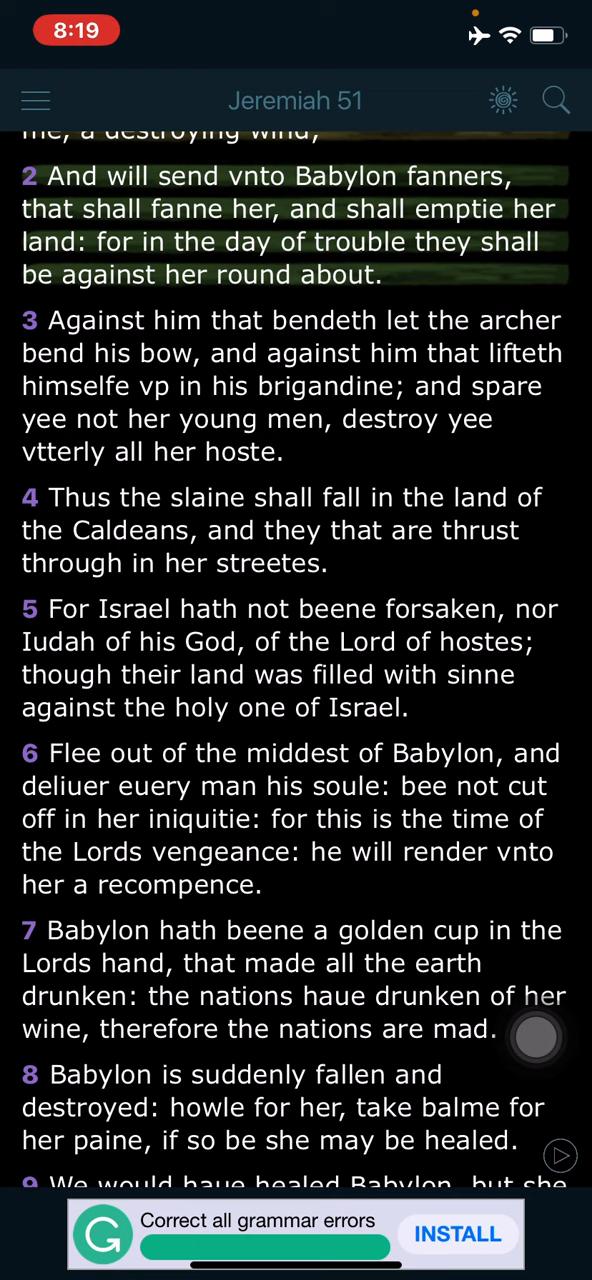 8:19
Jeremiah 51
me, a destroying wind;
2 And will send vnto Babylon fanners,
that shall fanne her, and shall emptie her
land: for in the day of trouble they shall
be against her round about.
3 Against him that bendeth let the archer
bend his bow, and against him that lifteth
himselfe vp in his brigandine; and spare
yee not her young men, destroy yee
vtterly all her hoste.
4 Thus the slaine shall fall in the land of
the Caldeans, and they that are thrust
through in her streetes.
5 For Israel hath not beene forsaken, nor
Iudah of his God, of the Lord of hostes;
though their land was filled with sinne
against the holy one of Israel.
6 Flee out of the middest of Babylon, and
deliuer euery man his soule: bee not cut
off in her iniquitie: for this is the time of
the Lords vengeance: he will render vnto
her a recompence.
7 Babylon hath beene a golden cup in the
Lords hand, that made all the earth
drunken: the nations haue drunken of her
wine, therefore the nations are mad.
8 Babylon is suddenly fallen and
destroyed: howle for her, take balme for
her paine, if so be she may be healed.
9 We would haue healed Babylon, but she
Correct all grammar errors
INSTALL